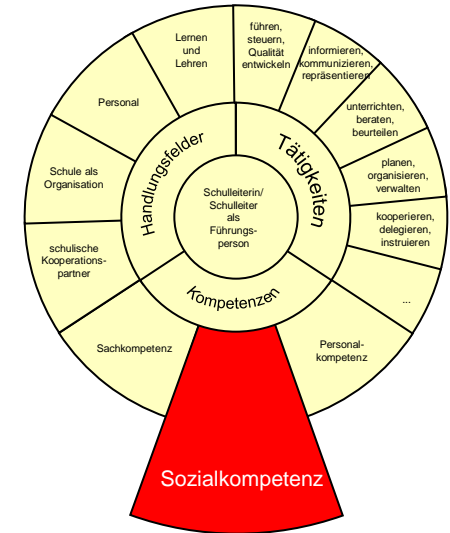 Lernen
und
Lehren
führen,
steuern,
Qualität
entwickeln
informieren,
kommunizieren,
repräsentieren
unterrichten,
beraten,
beurteilen
planen,
organisieren,
verwalten
kooperieren,
delegieren,
instruieren
...
Personal
Schule als
Organisation
schulische
Kooperations-
partner
Handlungsfelder
Tätigkeiten
Kompetenzen
Schulleiterin/
Schulleiter
als
Führungs-
person
Sachkompetenz
Personal-
kompetenz
Sozialkompetenz